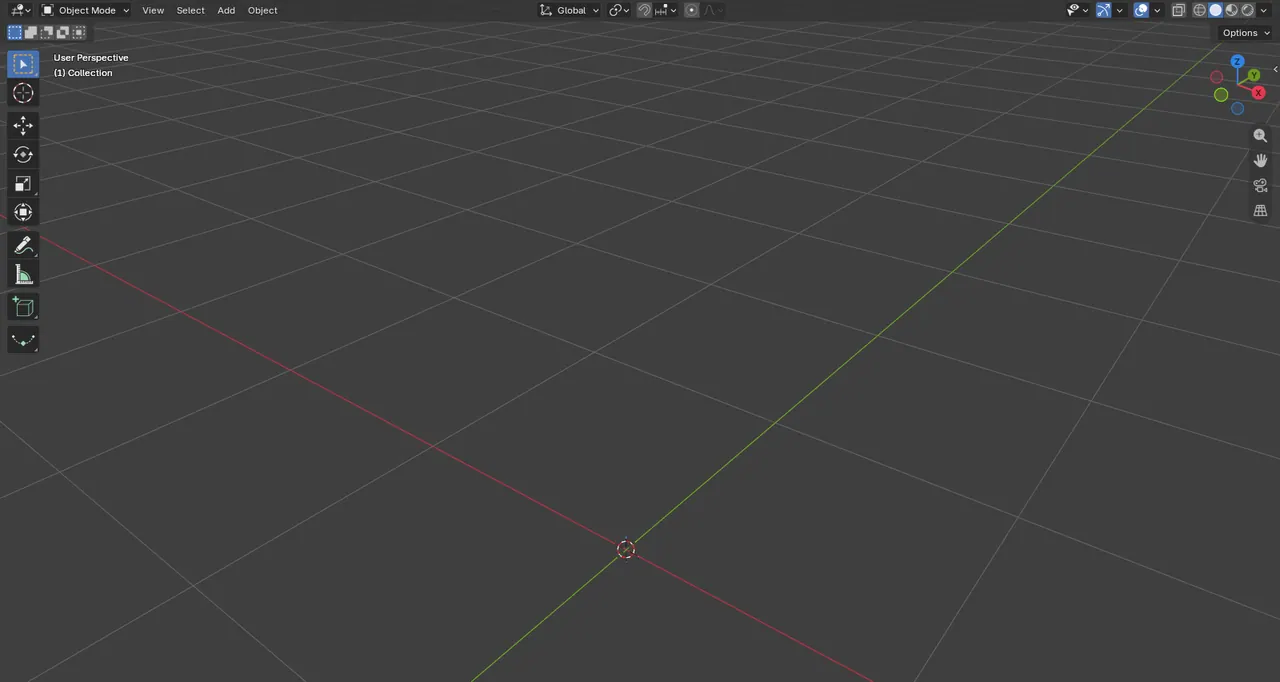 Object Mode View Select Add Object Global
Options
User Perspective
(1) Collection
Z
Y
X